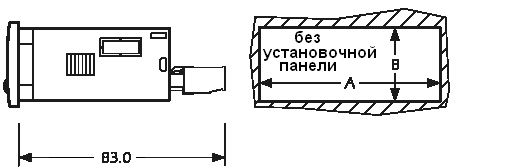 без
установочной
панели
B
A
83.0